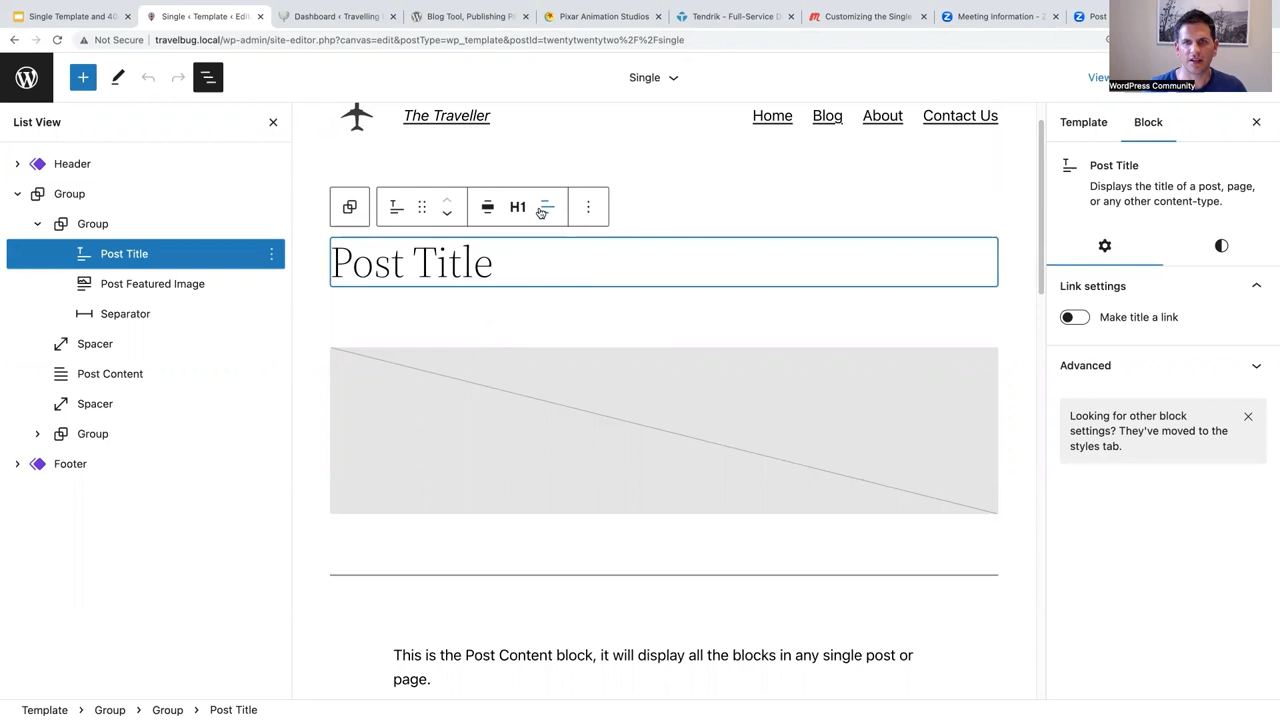 Single Template and 40
Single ‹ Template ‹ Edit
Dashboard ‹ Travelling
Blog Tool, Publishing P
Pixar Animation Studios
Tendrik - Full-Service D
Customizing the Single
Meeting Information - Z
Post
Not Secure
travelbug.local/wp-admin/site-editor.php?canvas=edit&postType=wp_template&postId=twentytwentytwo%2F%2Fsingle
WordPress Community
Single
View
List View
Header
Group
Group
Post Title
Post Featured Image
Separator
Spacer
Post Content
Spacer
Group
Footer
The Traveller
Home
Blog
About
Contact Us
H1
Post Title
This is the Post Content block, it will display all the blocks in any single post or
page.
Template
Block
Post Title
Displays the title of a post, page,
or any other content-type.
Link settings
Make title a link
Advanced
Looking for other block
settings? They've moved to the
styles tab.
Template
Group
Group
Post Title